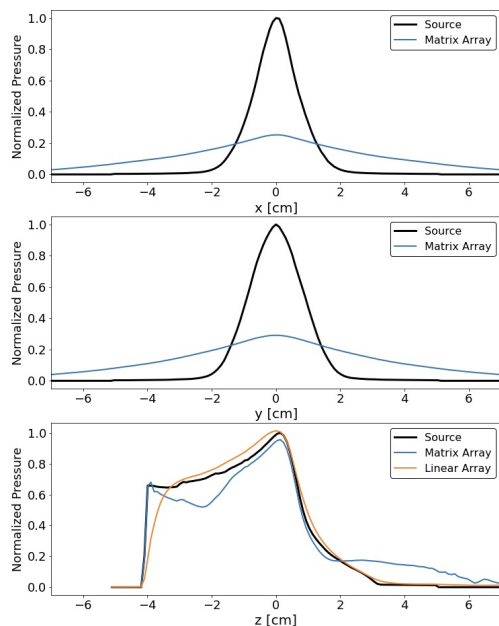 1.0
0.8
0.6
0.4
0.2
0.0
Normalized Pressure
Source
Matrix Array
−6 −4 −2 0 2 4 6
x [cm]
1.0
0.8
0.6
0.4
0.2
0.0
Normalized Pressure
Source
Matrix Array
−6 −4 −2 0 2 4 6
y [cm]
1.0
0.8
0.6
0.4
0.2
0.0
Normalized Pressure
Source
Matrix Array
Linear Array
−6 −4 −2 0 2 4 6
z [cm]